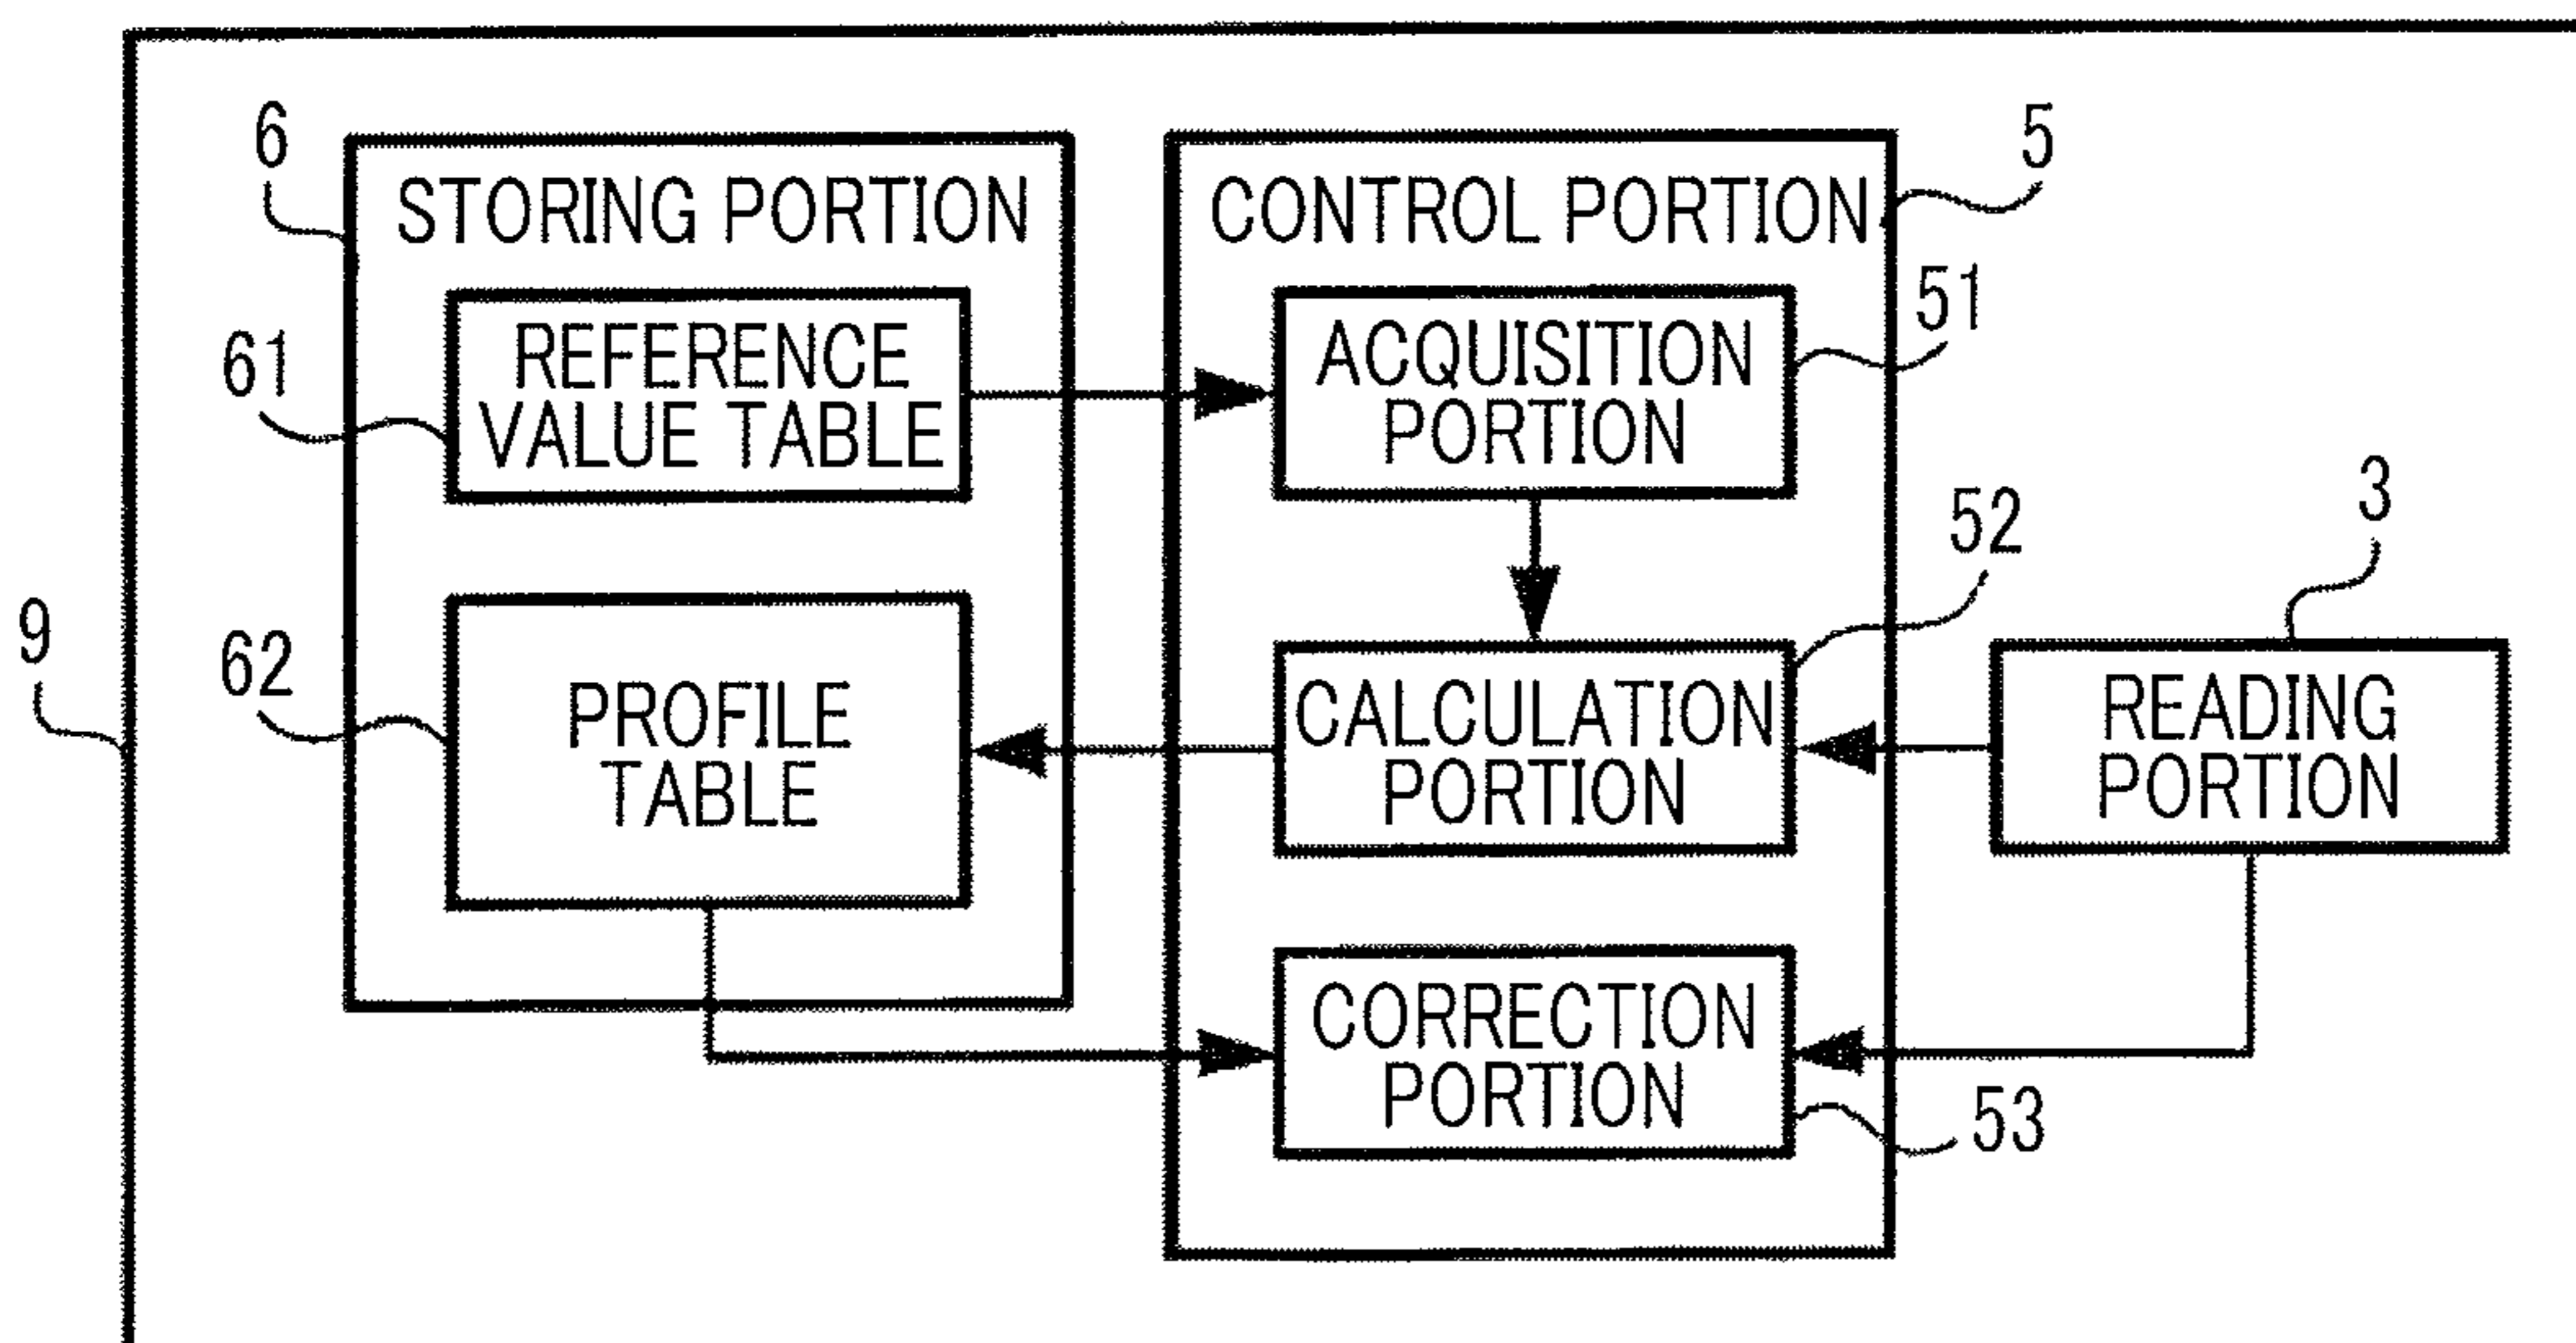 6
STORING PORTION
61
REFERENCE
VALUE TABLE
62
PROFILE
TABLE
9
CONTROL PORTION
5
ACQUISITION
PORTION
51
CALCULATION
PORTION
52
CORRECTION
PORTION
53
3
READING
PORTION